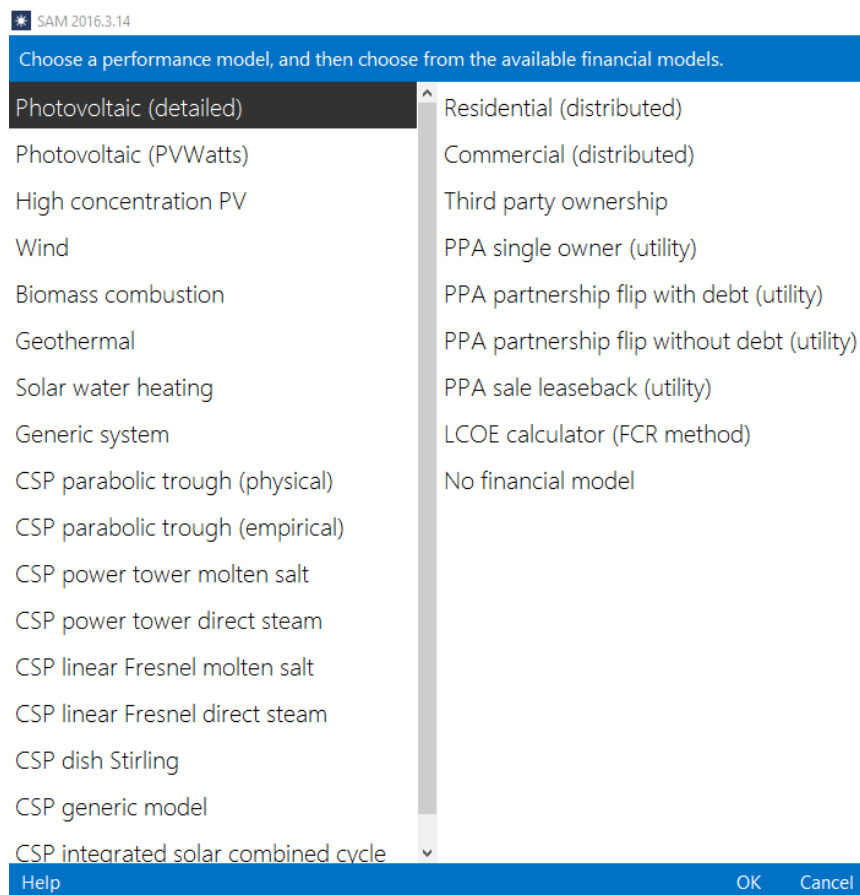 SAM 2016.3.14
Choose a performance model, and then choose from the available financial models.
Photovoltaic (detailed)
Photovoltaic (PVWatts)
High concentration PV
Wind
Biomass combustion
Geothermal
Solar water heating
Generic system
CSP parabolic trough (physical)
CSP parabolic trough (empirical)
CSP power tower molten salt
CSP power tower direct steam
CSP linear Fresnel molten salt
CSP linear Fresnel direct steam
CSP dish Stirling
CSP generic model
CSP integrated solar combined cycle
Residential (distributed)
Commercial (distributed)
Third party ownership
PPA single owner (utility)
PPA partnership flip with debt (utility)
PPA partnership flip without debt (utility)
PPA sale leaseback (utility)
LCOE calculator (FCR method)
No financial model
Help
OK
Cancel